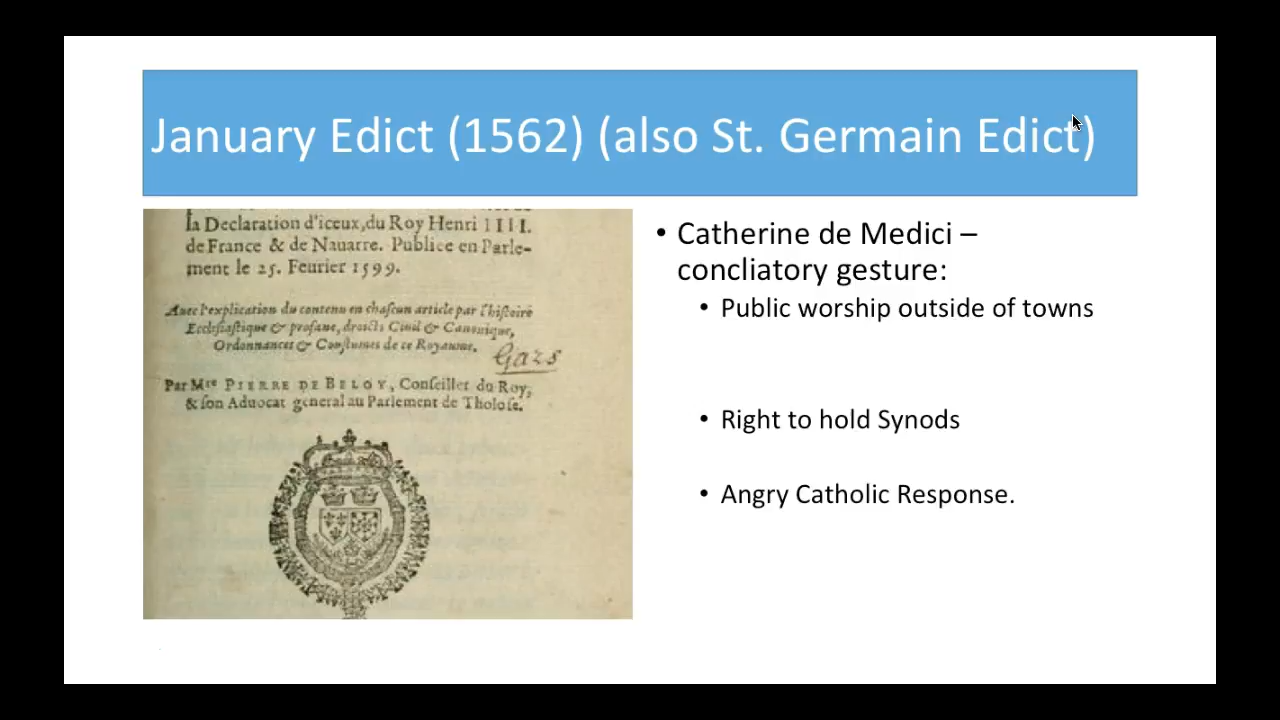 January Edict (1562) (also St. Germain Edict)
la Declaration d'iceux,du Roy Henri IIII.
de France & de Nauarre. Publice en Parle-
ment le 25. Feurier 1599.
Auec l'explication du contenu en chaſcun article par l'hiſtoire
Eccleſiaſtique & profane, droicts Ciuil & Canonique,
Ordonnances & Couſtumes de ce Royaume.
Gazs
Par Mre PIERRE DE BELOY, Conſeiller du Roy,
& ſon Aduocat general au Parlement de Tholoſe.
• Catherine de Medici –
concliatory gesture:
• Public worship outside of towns
• Right to hold Synods
• Angry Catholic Response.